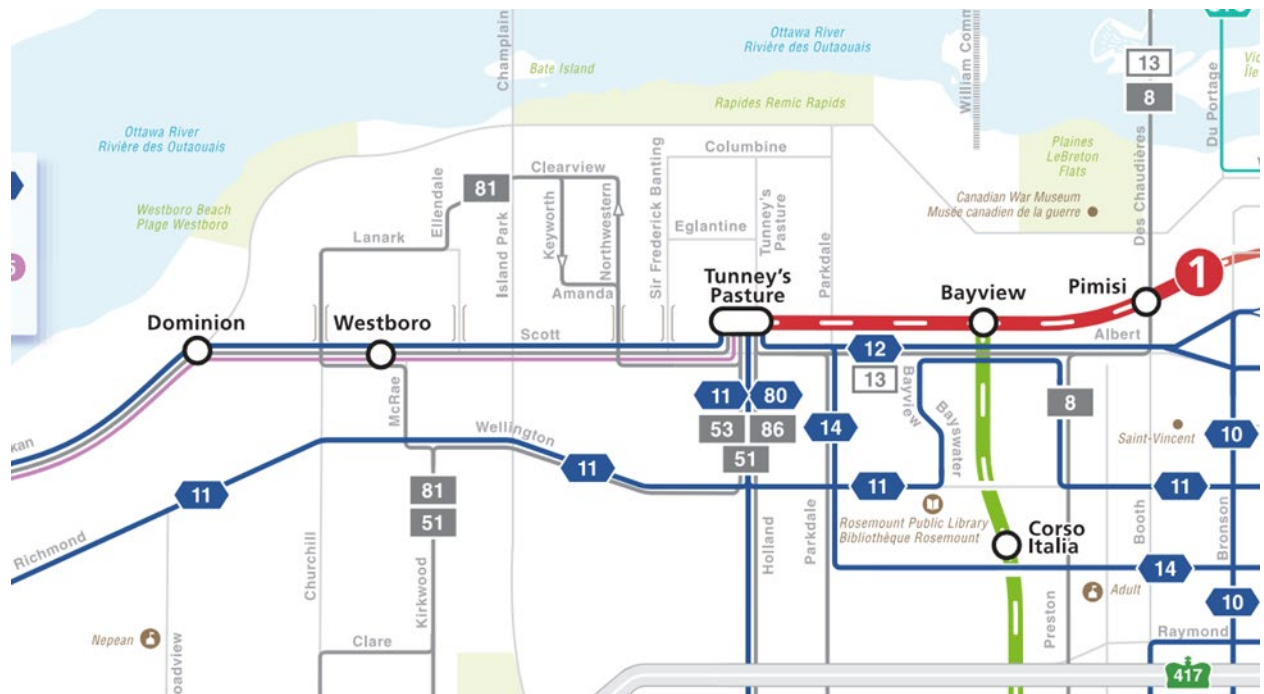 Champlain
Ottawa River
Rivière des Outaouais
William Comm
13
8
Des Chaudières
Du Portage
Vic
Île
Bate Island
Rapides Remic Rapids
Ottawa River
Rivière des Outaouais
Plaines
LeBreton
Flats
Columbine
Clearview
81
Ellendale
Island Park
Keyworth
Northwestern
Sir Frederick Banting
Eglantine
Tunney's
Pasture
Parkdale
Canadian War Museum
Musée canadien de la guerre
Westboro Beach
Plage Westboro
Lanark
Amanda
Tunney's
Pasture
Bayview
Pimisi
1
Dominion
Westboro
Scott
Albert
12
13
Bayview
Bayswater
McRae
11
80
53
86
51
14
8
Saint-Vincent
10
kan
Wellington
11
11
11
11
81
51
Rosemount Public Library
Bibliothèque Rosemount
Corso
Italia
Richmond
Churchill
Kirkwood
Holland
Parkdale
Preston
Booth
Bronson
14
Adult
10
Nepean
oadview
Clare
Raymond
417